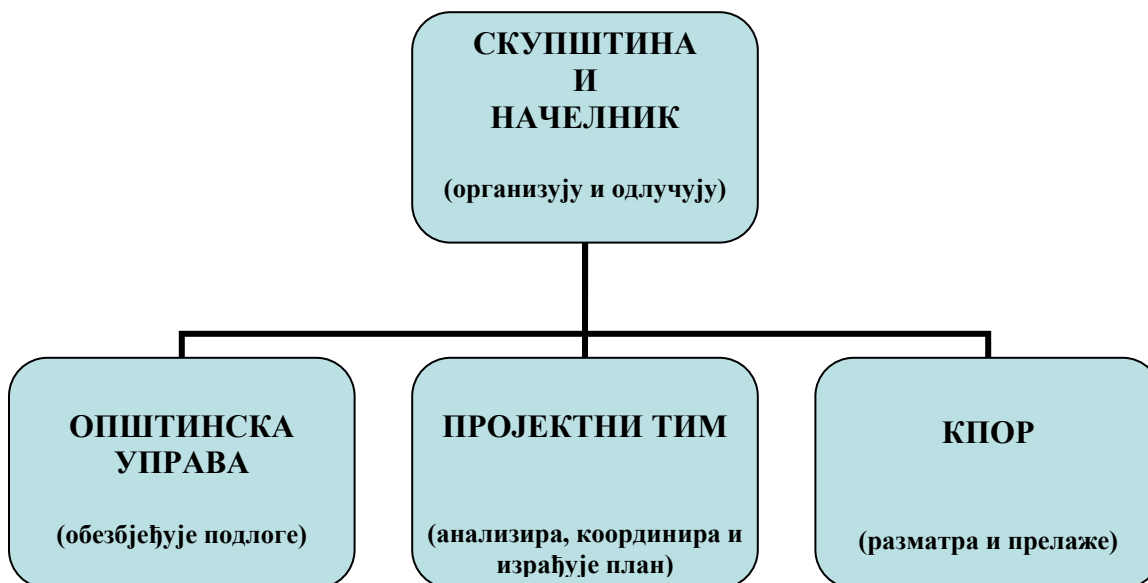 СКУПШТИНА
И
НАЧЕЛНИК
(организују и одлучују)
ОПШТИНСКА
УПРАВА
(обезбјеђује подлоге)
ПРОЈЕКТНИ ТИМ
(анализира, координира и
израђује план)
КПОР
(разматра и прелаже)